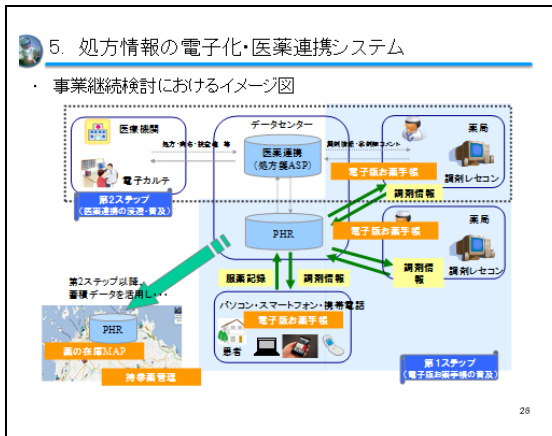 5. 処方情報の電子化・医薬連携システム
・ 事業継続検討におけるイメージ図
医療機関
電子カルテ
第2ステップ
(医薬連携の浸透・普及)
処方・病名・検査値 等
データセンター
医薬連携
(処方箋ASP)
PHR
薬局
電子版お薬手帳
調剤レセコン
調剤情報
薬局
電子版お薬手帳
調剤レセコン
調剤情
報
服薬記録
調剤情報
パソコン・スマートフォン・携帯電話
電子版お薬手帳
患者
第2ステップ以降、
蓄積データを活用し・・・
PHR
薬の在庫MAP
持参薬管理
第1ステップ
(電子版お薬手帳の普及)
28